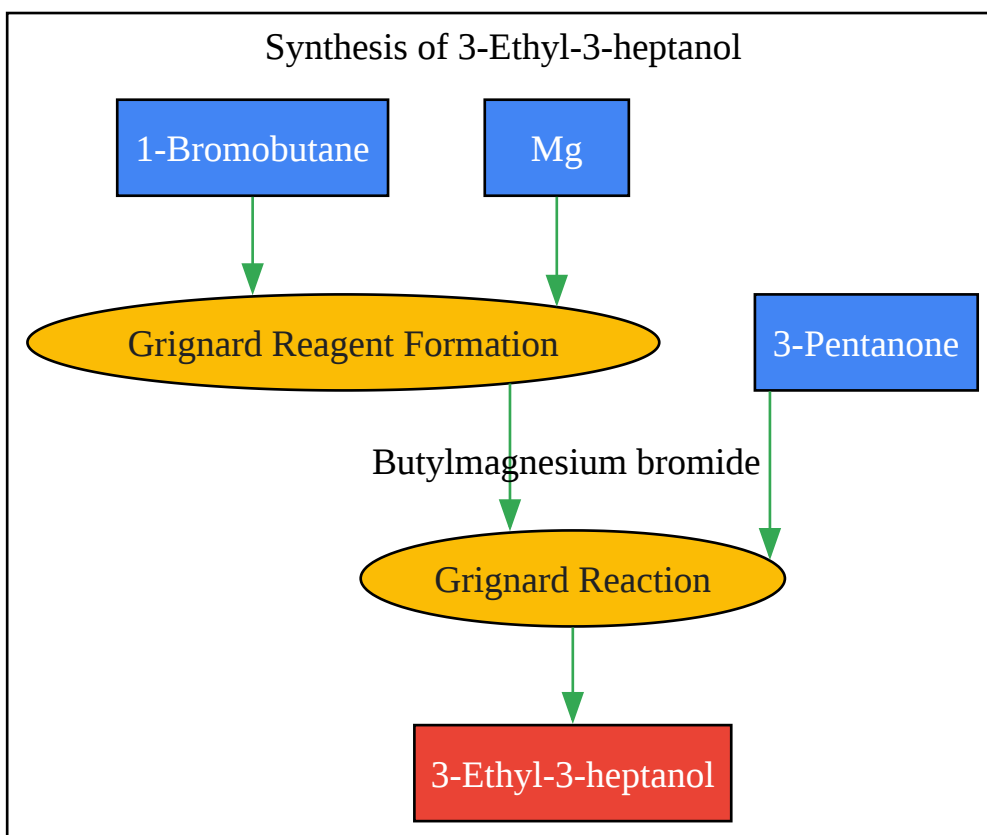 Synthesis of 3-Ethyl-3-heptanol
1-Bromobutane
Mg
Grignard Reagent Formation
3-Pentanone
Butylmagnesium bromide
Grignard Reaction
3-Ethyl-3-heptanol